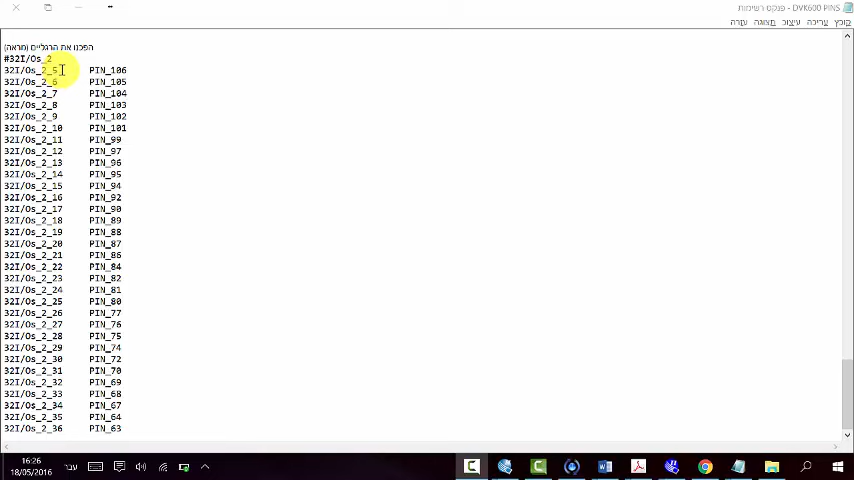 DVK600 PINS - פנקס רשימות
קובץ עריכה עיצוב תצוגה עזרה
הפכנו את הרגליים (מראה)
#32I/Os_2
32I/Os_2_5 PIN_106
32I/Os_2_6 PIN_105
32I/Os_2_7 PIN_104
32I/Os_2_8 PIN_103
32I/Os_2_9 PIN_102
32I/Os_2_10 PIN_101
32I/Os_2_11 PIN_99
32I/Os_2_12 PIN_97
32I/Os_2_13 PIN_96
32I/Os_2_14 PIN_95
32I/Os_2_15 PIN_94
32I/Os_2_16 PIN_92
32I/Os_2_17 PIN_90
32I/Os_2_18 PIN_89
32I/Os_2_19 PIN_88
32I/Os_2_20 PIN_87
32I/Os_2_21 PIN_86
32I/Os_2_22 PIN_84
32I/Os_2_23 PIN_82
32I/Os_2_24 PIN_81
32I/Os_2_25 PIN_80
32I/Os_2_26 PIN_77
32I/Os_2_27 PIN_76
32I/Os_2_28 PIN_75
32I/Os_2_29 PIN_74
32I/Os_2_30 PIN_72
32I/Os_2_31 PIN_70
32I/Os_2_32 PIN_69
32I/Os_2_33 PIN_68
32I/Os_2_34 PIN_67
32I/Os_2_35 PIN_64
32I/Os_2_36 PIN_63
16:26
18/05/2016
עבר